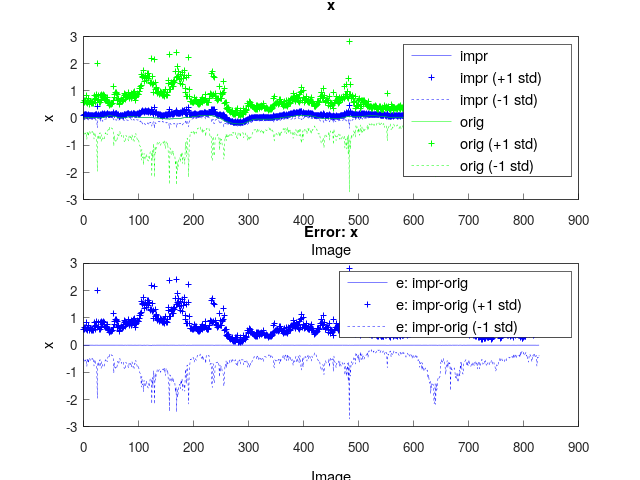 x
3
2
1
0
-1
-2
-3
x
impr
impr (+1 std)
impr (-1 std)
orig
orig (+1 std)
orig (-1 std)
0 100 200 300 400 500 600 700 800 900
Image
Error: x
3
2
1
0
-1
-2
-3
x
e: impr-orig
e: impr-orig (+1 std)
e: impr-orig (-1 std)
0 100 200 300 400 500 600 700 800 900
Image